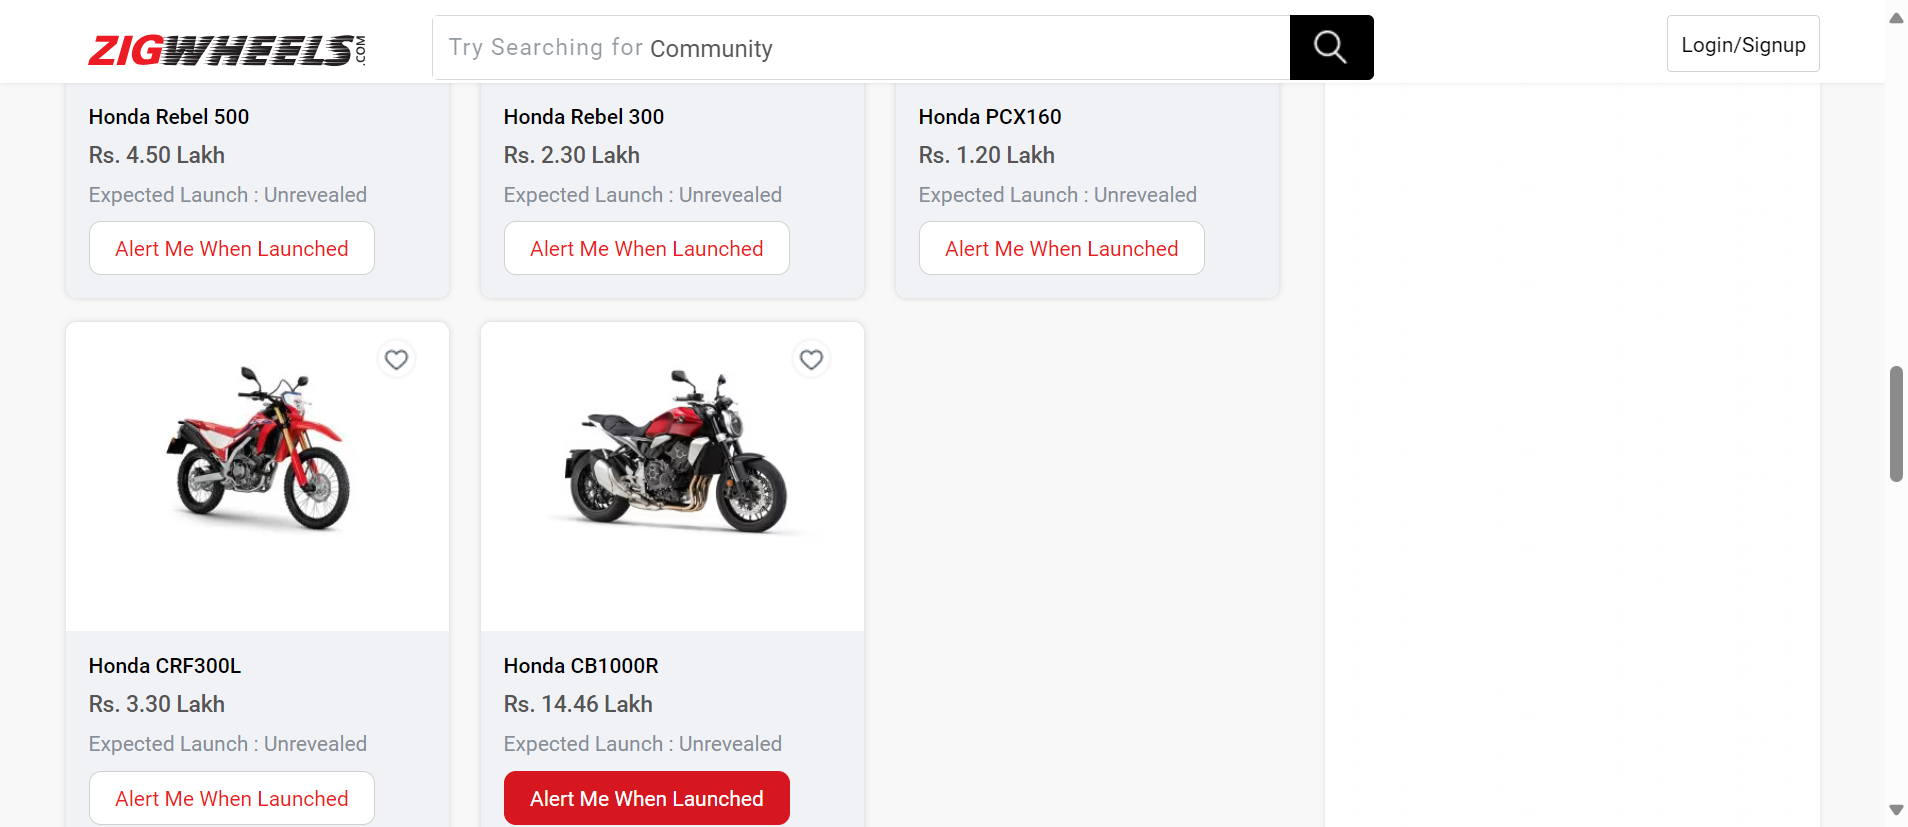 ZIGWHEELS.COM
Try Searching for Community
Login/Signup
Honda Rebel 500
Rs. 4.50 Lakh
Expected Launch : Unrevealed
Alert Me When Launched
Honda Rebel 300
Rs. 2.30 Lakh
Expected Launch : Unrevealed
Alert Me When Launched
Honda PCX160
Rs. 1.20 Lakh
Expected Launch : Unrevealed
Alert Me When Launched
Honda CRF300L
Rs. 3.30 Lakh
Expected Launch : Unrevealed
Alert Me When Launched
Honda CB1000R
Rs. 14.46 Lakh
Expected Launch : Unrevealed
Alert Me When Launched